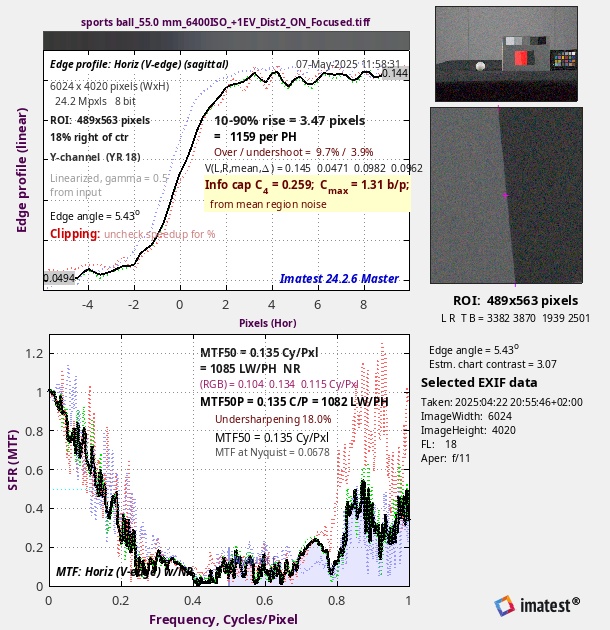 sports ball_55.0 mm_6400ISO_+1EV_Dist2_ON_Focused.tiff
Edge profile: Horiz (V-edge) (sagittal)
07-May-2025 11:58:31
0.144
6024 x 4020 pixels (WxH)
24.2 Mpxls 8 bit
ROI: 489x563 pixels
18% right of ctr
Y-channel (YR 18)
Linearized, gamma = 0.5
from input
Edge angle = 5.43o
Clipping: uncheck speedup for %
10-90% rise = 3.47 pixels
= 1159 per PH
Over / undershoot = 9.7% / 3.9%
V(L,R,mean,Δ) = 0.145 0.0471 0.0982 0.0962
Info cap C4 = 0.259; Cmax = 1.31 b/p;
from mean region noise
0.0494
Imatest 24.2.6 Master
Edge profile (linear)
-4 -2 0 2 4 6 8
Pixels (Hor)
ROI: 489x563 pixels
L R T B = 3382 3870 1939 2501
Edge angle = 5.43o
Estm. chart contrast = 3.07
Selected EXIF data
Taken: 2025:04:22 20:55:46+02:00
ImageWidth: 6024
ImageHeight: 4020
FL: 18
Aper: f/11
MTF50 = 0.135 Cy/Pxl
= 1085 LW/PH NR
(RGB) = 0.104 0.134 0.115 Cy/Pxl
MTF50P = 0.135 C/P = 1082 LW/PH
Undersharpening 18.0%
MTF50 = 0.135 Cy/Pxl
MTF at Nyquist = 0.0678
SFR (MTF)
1.2
1
0.8
0.6
0.4
0.2
0
MTF: Horiz (V-edge) w/NR
0 0.2 0.4 0.6 0.8 1
Frequency, Cycles/Pixel
imatest®